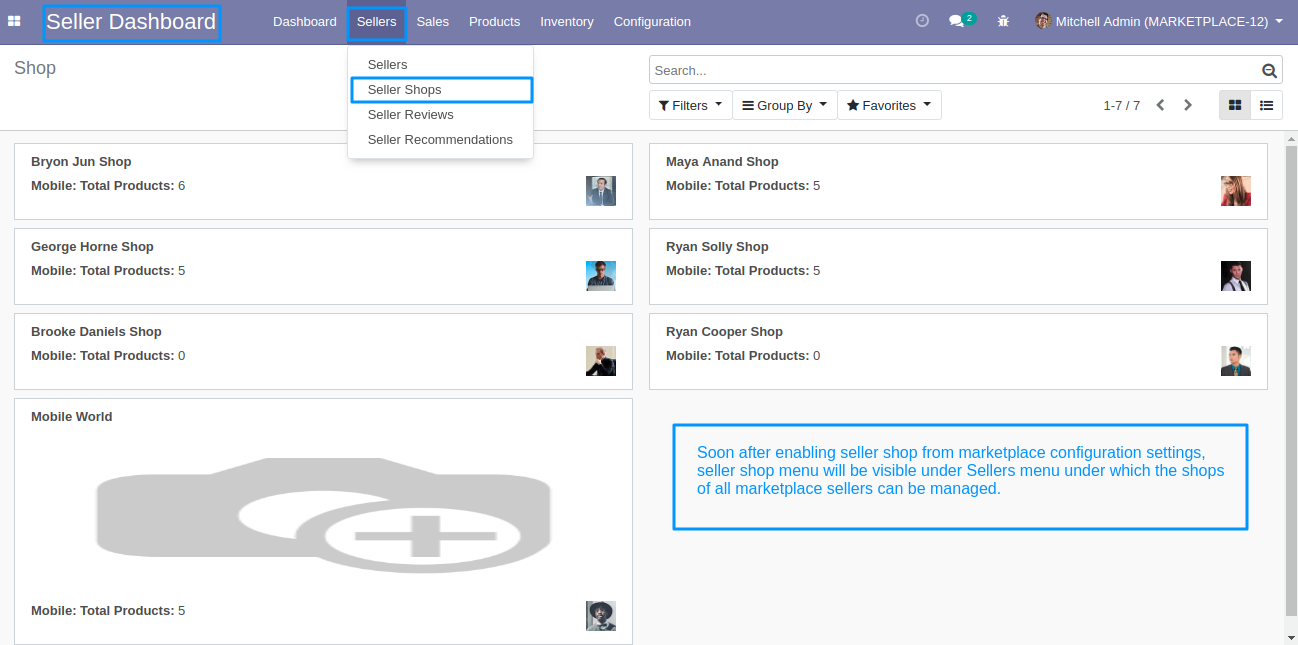 Seller Dashboard
Dashboard Sellers Sales Products Inventory Configuration
2 Mitchell Admin (MARKETPLACE-12)
Shop
Sellers
Seller Shops
Seller Reviews
Seller Recommendations
Search...
Filters Group By Favorites 1-7 / 7
Bryon Jun Shop
Mobile: Total Products: 6
Maya Anand Shop
Mobile: Total Products: 5
George Horne Shop
Mobile: Total Products: 5
Ryan Solly Shop
Mobile: Total Products: 5
Brooke Daniels Shop
Mobile: Total Products: 0
Ryan Cooper Shop
Mobile: Total Products: 0
Mobile World
Mobile: Total Products: 5
Soon after enabling seller shop from marketplace configuration settings,
seller shop menu will be visible under Sellers menu under which the shops
of all marketplace sellers can be managed.